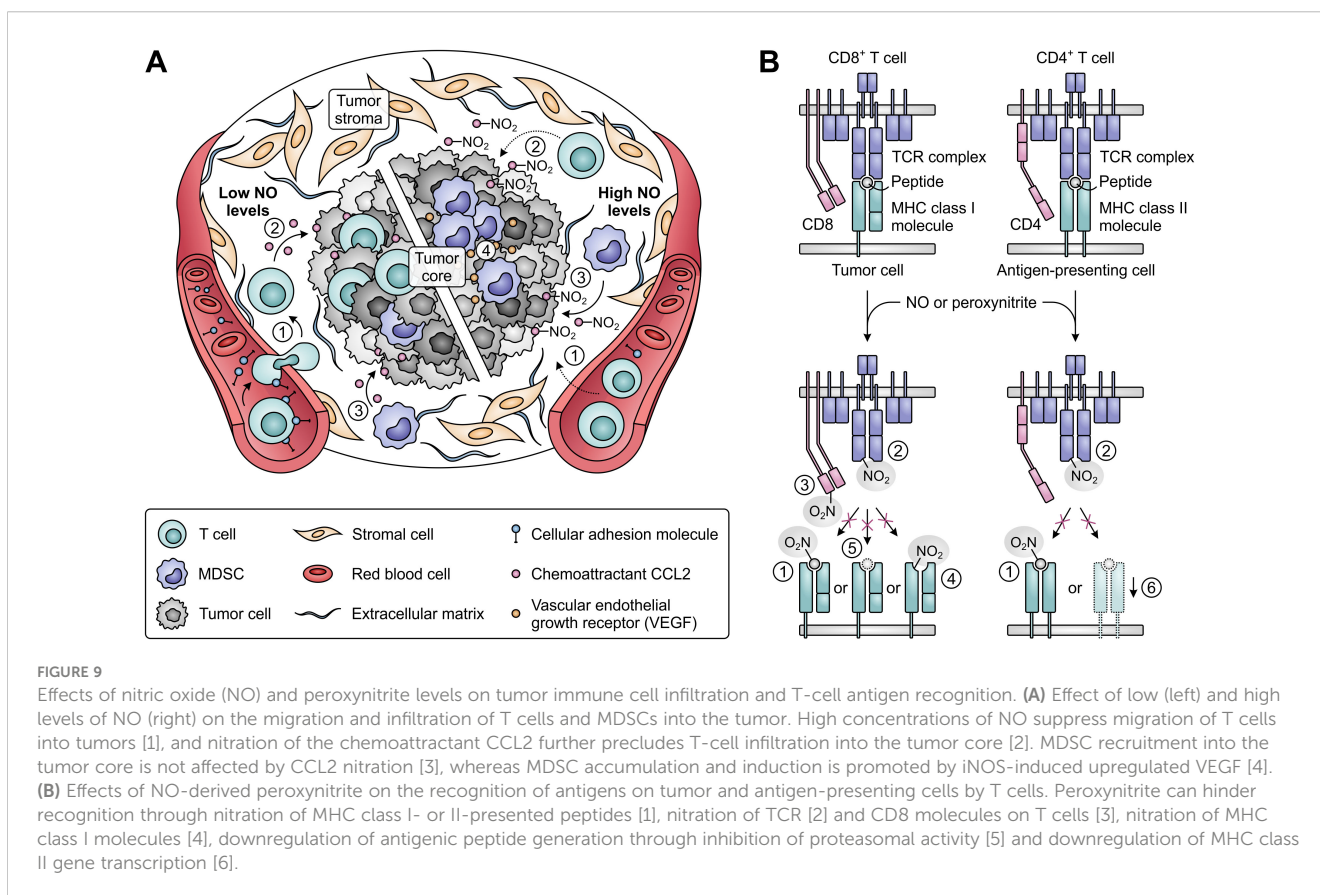 A
Tumor
stroma
Low NO
levels
High NO
levels
Tumor
core
NO₂
NO₂
NO₂
NO₂
NO₂
NO₂
NO₂
①
②
③
①
②
③
④
T cell
Stromal cell
Cellular adhesion molecule
MDSC
Red blood cell
Chemoattractant CCL2
Tumor cell
Extracellular matrix
Vascular endothelial
growth receptor (VEGF)
B
CD8⁺ T cell
CD4⁺ T cell
TCR complex
Peptide
MHC class I
molecule
CD8
TCR complex
Peptide
MHC class II
molecule
CD4
Tumor cell
Antigen-presenting cell
NO or peroxynitrite
②
NO₂
③
O₂N
②
NO₂
O₂N
①
or
⑤
or
NO₂
④
O₂N
①
or
⑥
FIGURE 9
Effects of nitric oxide (NO) and peroxynitrite levels on tumor immune cell infiltration and T-cell antigen recognition. (A) Effect of low (left) and high
levels of NO (right) on the migration and infiltration of T cells and MDSCs into the tumor. High concentrations of NO suppress migration of T cells
into tumors [1], and nitration of the chemoattractant CCL2 further precludes T-cell infiltration into the tumor core [2]. MDSC recruitment into the
tumor core is not affected by CCL2 nitration [3], whereas MDSC accumulation and induction is promoted by iNOS-induced upregulated VEGF [4].
(B) Effects of NO-derived peroxynitrite on the recognition of antigens on tumor and antigen-presenting cells by T cells. Peroxynitrite can hinder
recognition through nitration of MHC class I- or II-presented peptides [1], nitration of TCR [2] and CD8 molecules on T cells [3], nitration of MHC
class I molecules [4], downregulation of antigenic peptide generation through inhibition of proteasomal activity [5] and downregulation of MHC class
II gene transcription [6].